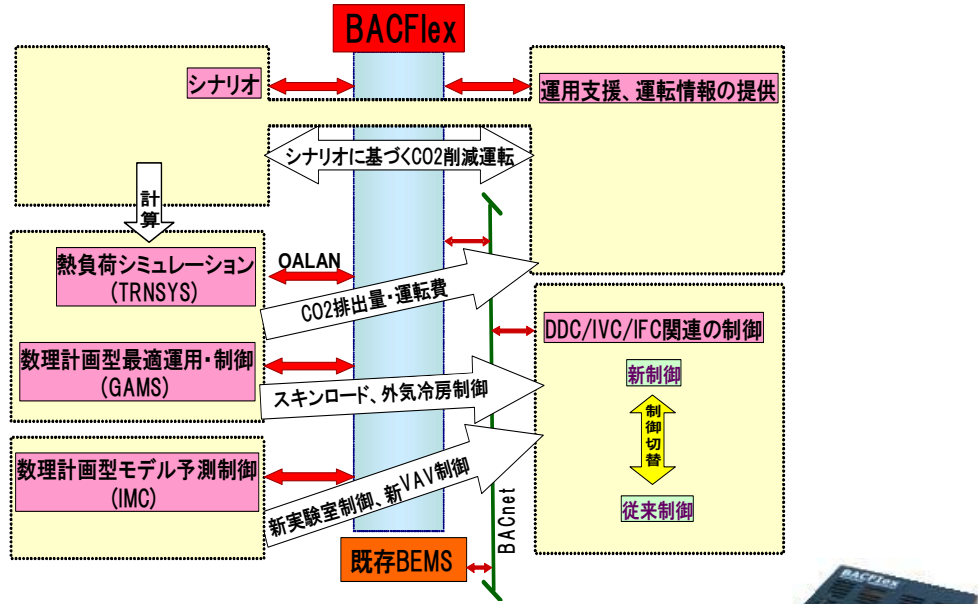 BACFlex
シナリオ
運用支援、運転情報の提供
シナリオに基づくCO2削減運転
計算
熱負荷シミュレーション
(TRNSYS)
OALAN
CO2排出量・運転費
DDC/IVC/IFC関連の制御
数理計画型最適運用・制御
(GAMS)
スキンロード、外気冷房制御
新制御
制御切替
従来制御
数理計画型モデル予測制御
(IMC)
新実験室制御、新VAV制御
BACnet
既存BEMS
BACFlex